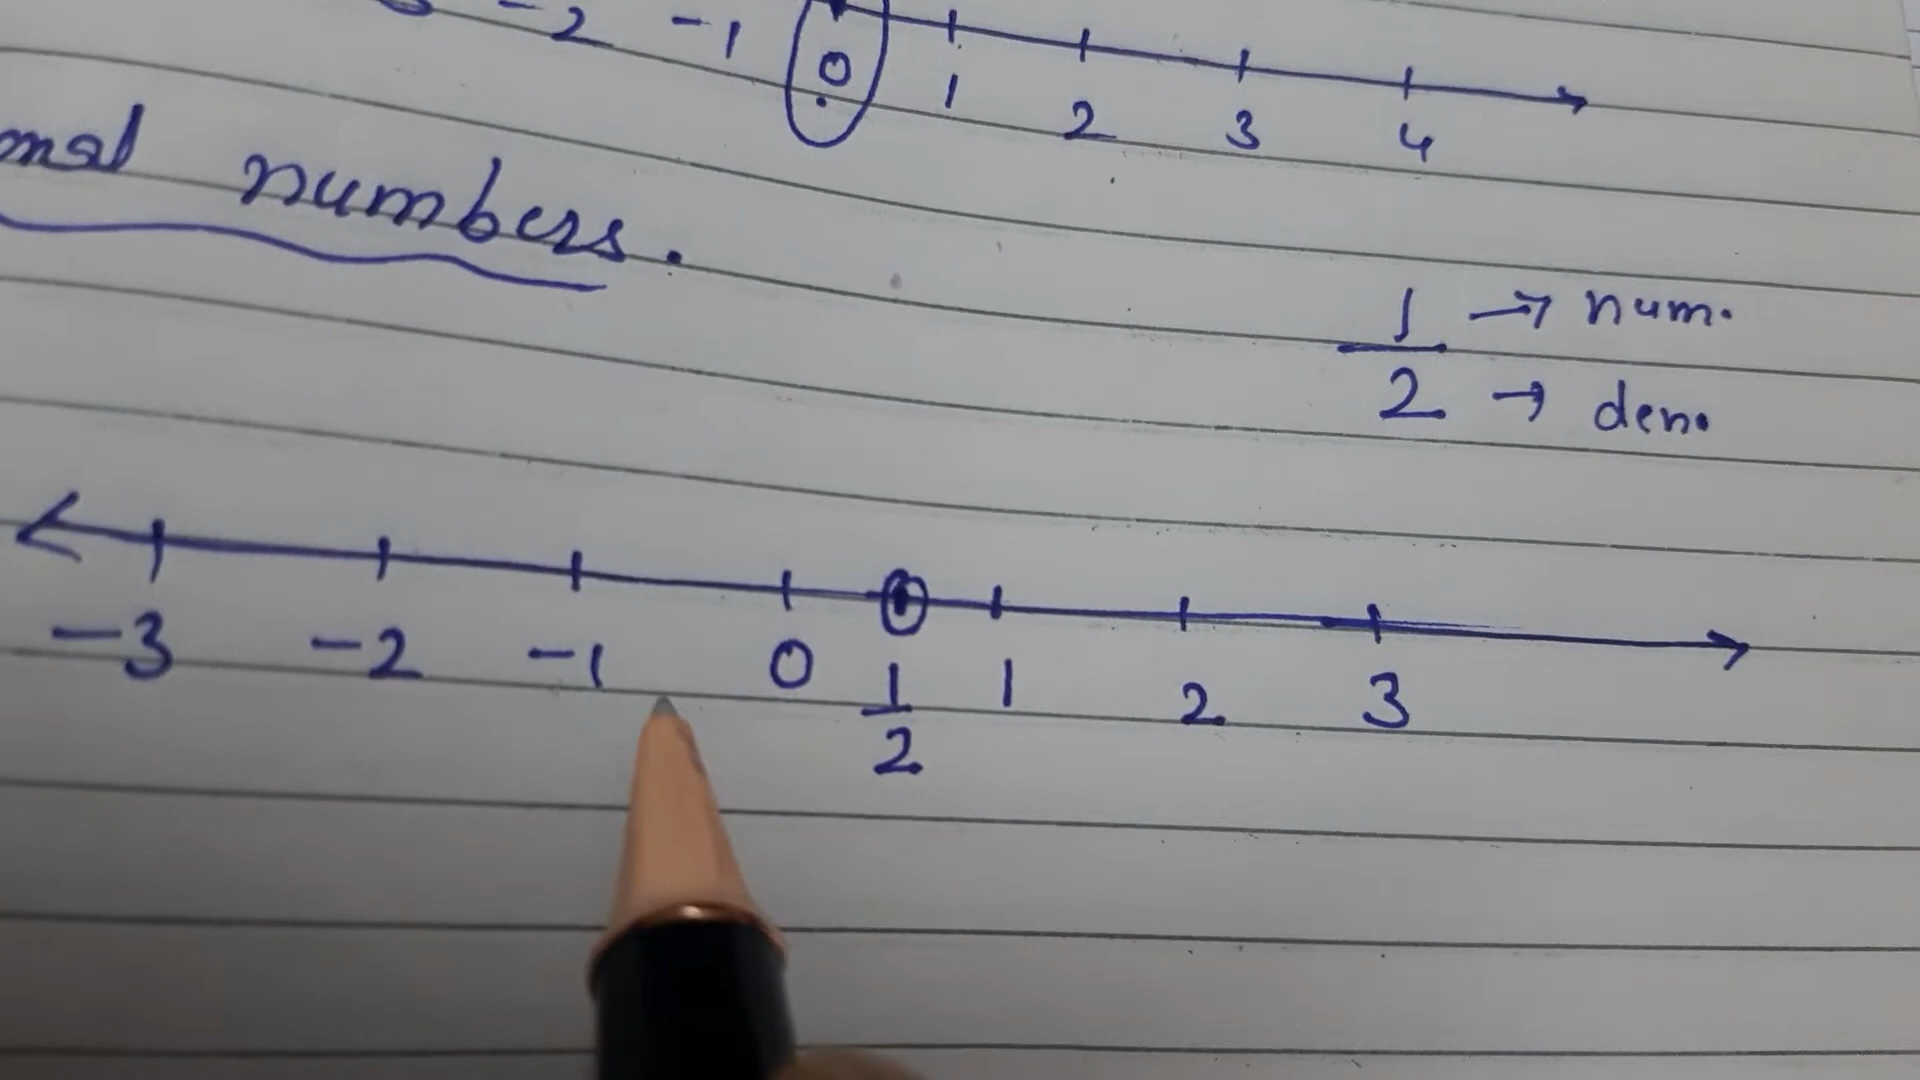 -2 -1 0 1 2 3 4
numbers.
1 → num.
2 → den.
-3 -2 -1 0 1/2 1 2 3